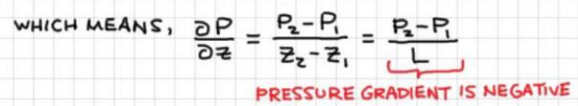 WHICH MEANS, ∂P/∂z = (P₂-P₁)/(Z₂-Z₁) = (P₂-P₁)/L
PRESSURE GRADIENT IS NEGATIVE